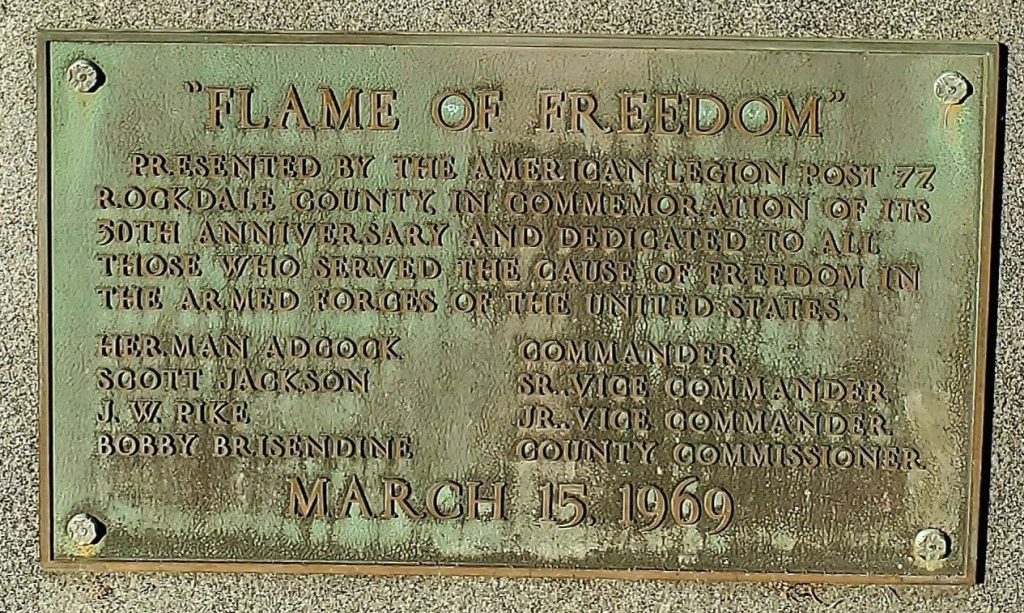 "FLAME OF FREEDOM"
PRESENTED BY THE AMERICAN LEGION POST 77,
ROCKDALE COUNTY, IN COMMEMORATION OF ITS
50TH ANNIVERSARY AND DEDICATED TO ALL
THOSE WHO SERVED THE CAUSE OF FREEDOM IN
THE ARMED FORCES OF THE UNITED STATES.
HERMAN ADCOCK COMMANDER
SCOTT JACKSON SR. VICE COMMANDER
J. W. PIKE JR. VICE COMMANDER
BOBBY BRISENDINE COUNTY COMMISSIONER
MARCH 15, 1969